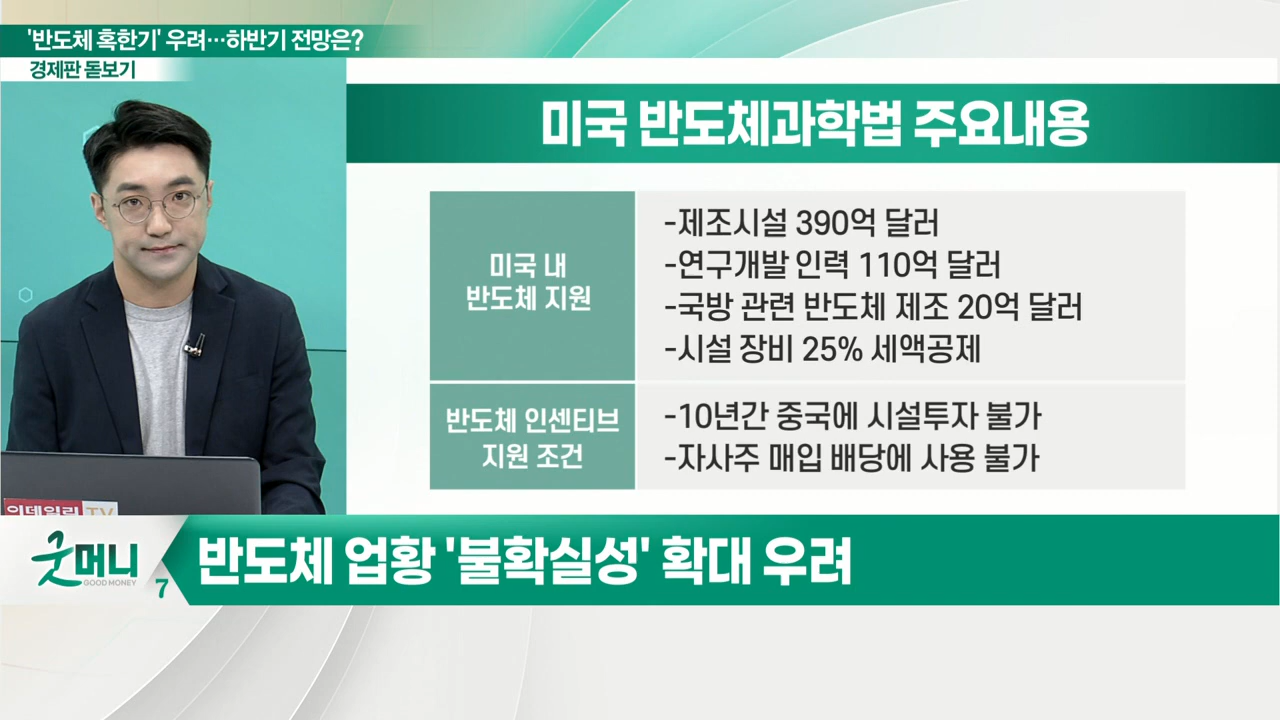 '반도체 혹한기' 우려…하반기 전망은?
경제판 돋보기
미국 반도체과학법 주요내용
미국 내
반도체 지원
-제조시설 390억 달러
-연구개발 인력 110억 달러
-국방 관련 반도체 제조 20억 달러
-시설 장비 25% 세액공제
반도체 인센티브
지원 조건
-10년간 중국에 시설투자 불가
-자사주 매입 배당에 사용 불가
이데일리 TV
굿머니
GOOD MONEY
7
반도체 업황 '불확실성' 확대 우려